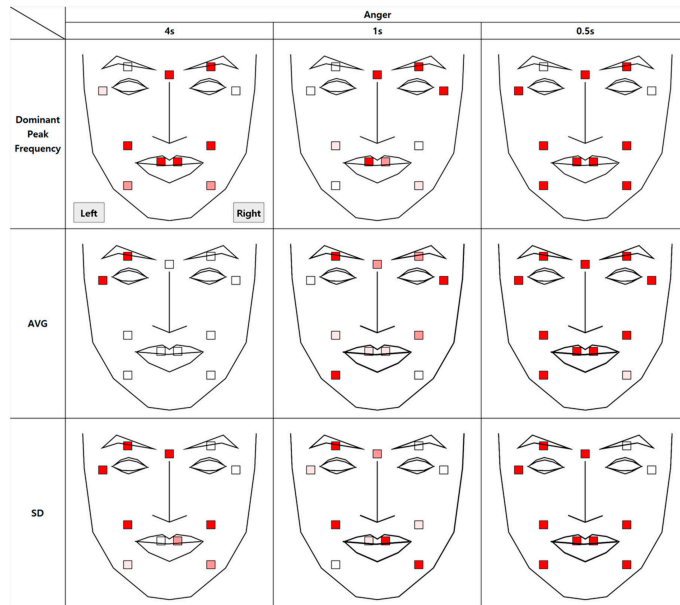 Anger
4s
1s
0.5s
Dominant
Peak
Frequency
Left
Right
AVG
SD